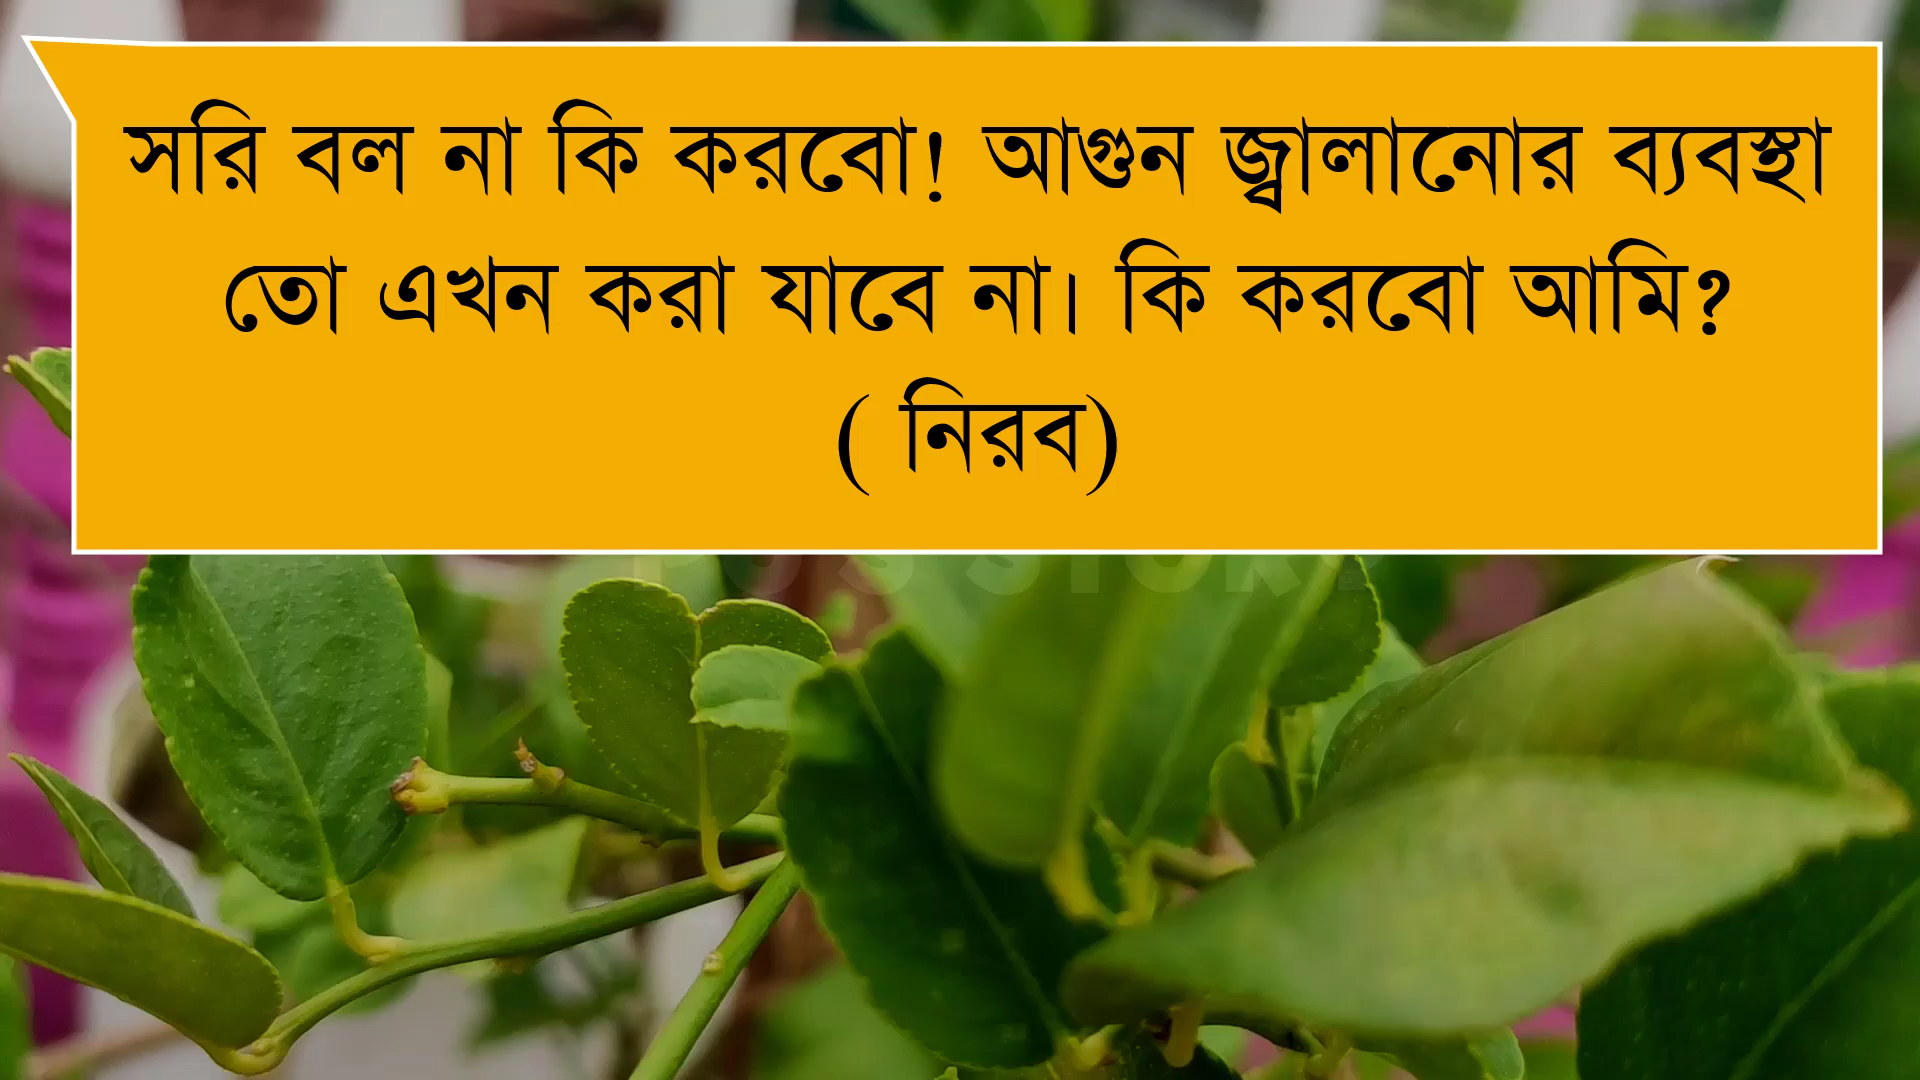 সরি বল না কি করবো! আগুন জ্বালানোর ব্যবস্থা
তো এখন করা যাবে না। কি করবো আমি?
( নিরব)